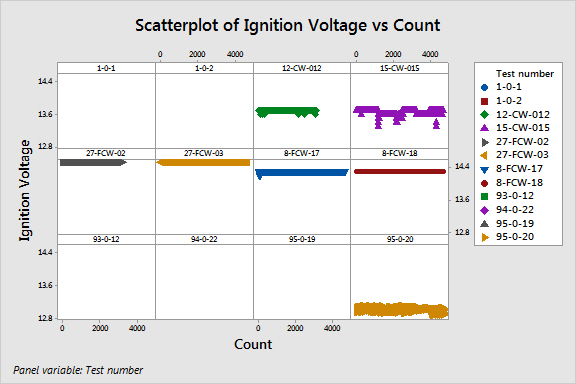 Scatterplot of Ignition Voltage vs Count
0 2000 4000 0 2000 4000
1-0-1 1-0-2 12-CW-012 15-CW-015
14.4
13.6
12.8
27-FCW-02 27-FCW-03 8-FCW-17 8-FCW-18
14.4
13.6
12.8
93-0-12 94-0-22 95-0-19 95-0-20
14.4
13.6
12.8
0 2000 4000 0 2000 4000
Ignition Voltage
Count
Test number
1-0-1
1-0-2
12-CW-012
15-CW-015
27-FCW-02
27-FCW-03
8-FCW-17
8-FCW-18
93-0-12
94-0-22
95-0-19
95-0-20
Panel variable: Test number